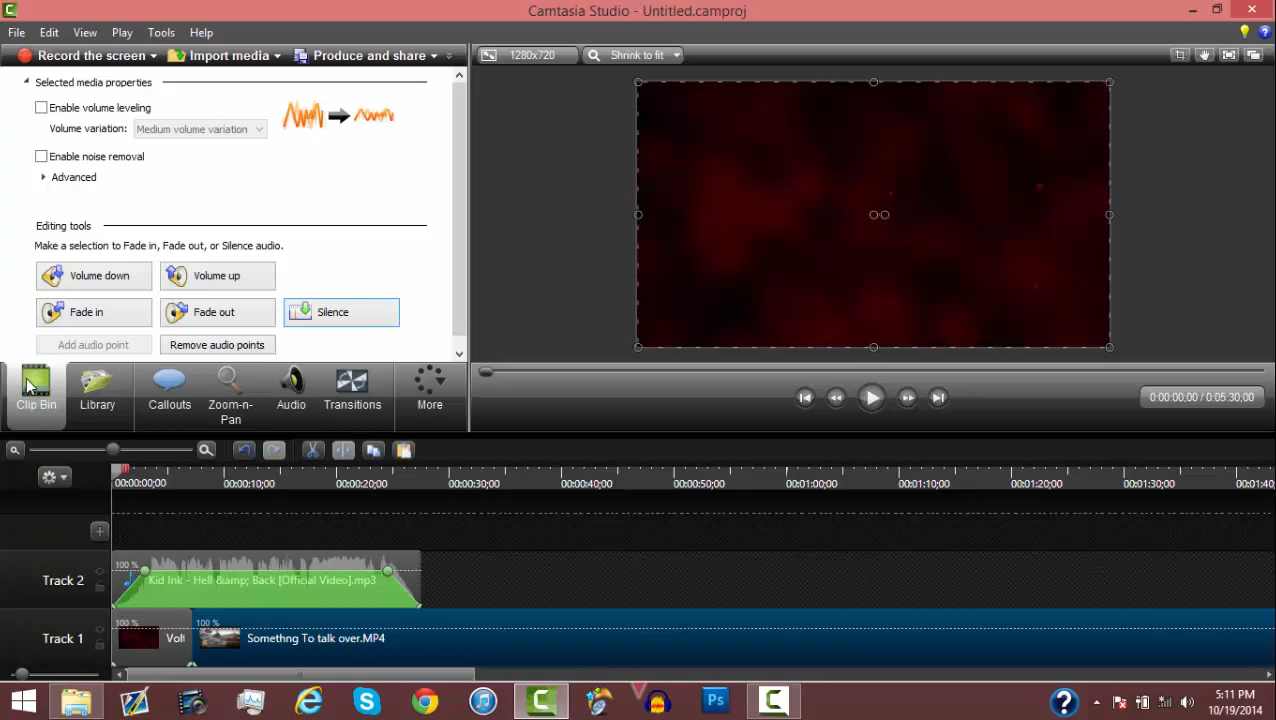 Camtasia Studio - Untitled.camproj
File Edit View Play Tools Help
Record the screen Import media Produce and share
1280x720 Shrink to fit
Selected media properties
Enable volume leveling
Volume variation: Medium volume variation
Enable noise removal
Advanced
Editing tools
Make a selection to Fade in, Fade out, or Silence audio.
Volume down Volume up
Fade in Fade out Silence
Add audio point Remove audio points
Clip Bin Library Callouts Zoom-n-Pan Audio Transitions More
0:00:00;00 / 0:05:30;00
00:00:00;00 00:00:10;00 00:00:20;00 00:00:30;00 00:00:40;00 00:00:50;00 00:01:00;00 00:01:10;00 00:01:20;00 00:01:30;00 00:01:40;
100 %
Track 2 Kid Ink - Hell &amp; Back [Official Video].mp3
100 % 100 %
Track 1 Volt Somethng To talk over.MP4
5:11 PM
10/19/2014